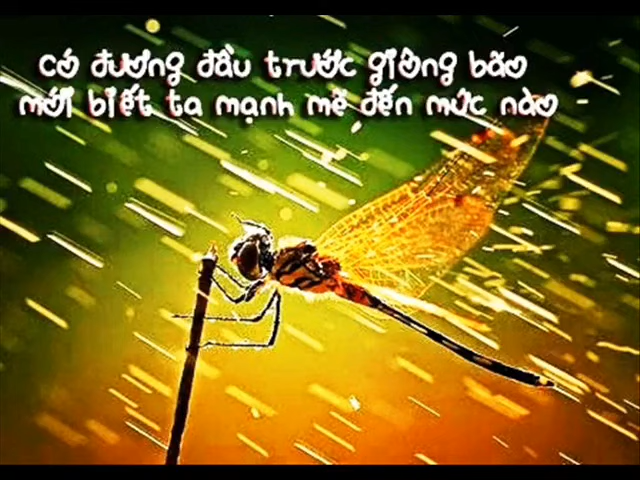 có đương đầu trước giông bão
mới biết ta mạnh mẽ đến mức nào